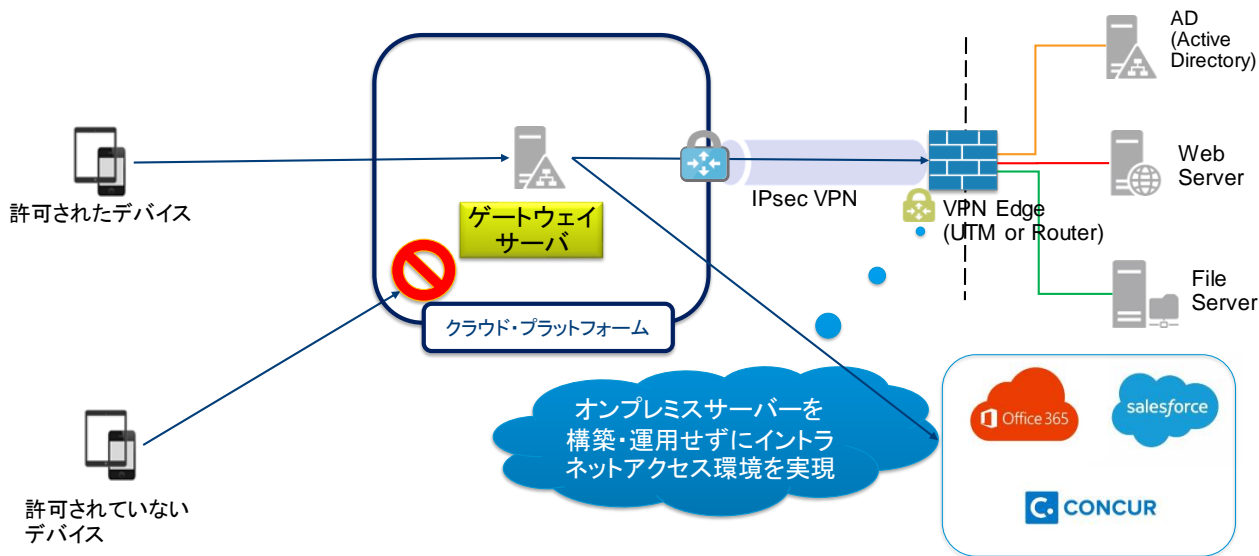 AD
(Active
Directory)
Web
Server
File
Server
許可されたデバイス
ゲートウェイ
サーバ
IPsec VPN
VPN Edge
(UTM or Router)
クラウド・プラットフォーム
許可されていない
デバイス
オンプレミスサーバーを
構築・運用せずにイントラ
ネットアクセス環境を実現
Office 365
salesforce
C.
CONCUR